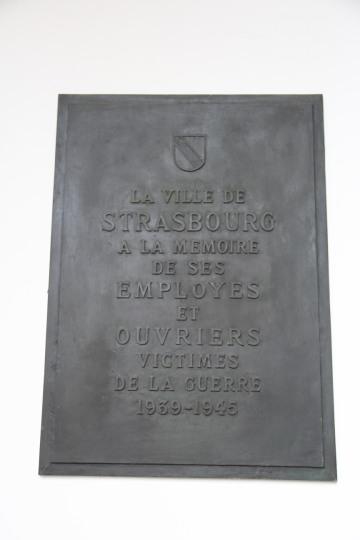 LA VILLE DE
STRASBOURG
A LA MEMOIRE
DE SES
EMPLOYES
ET
OUVRIERS
VICTIMES
DE LA GUERRE
1939-1945